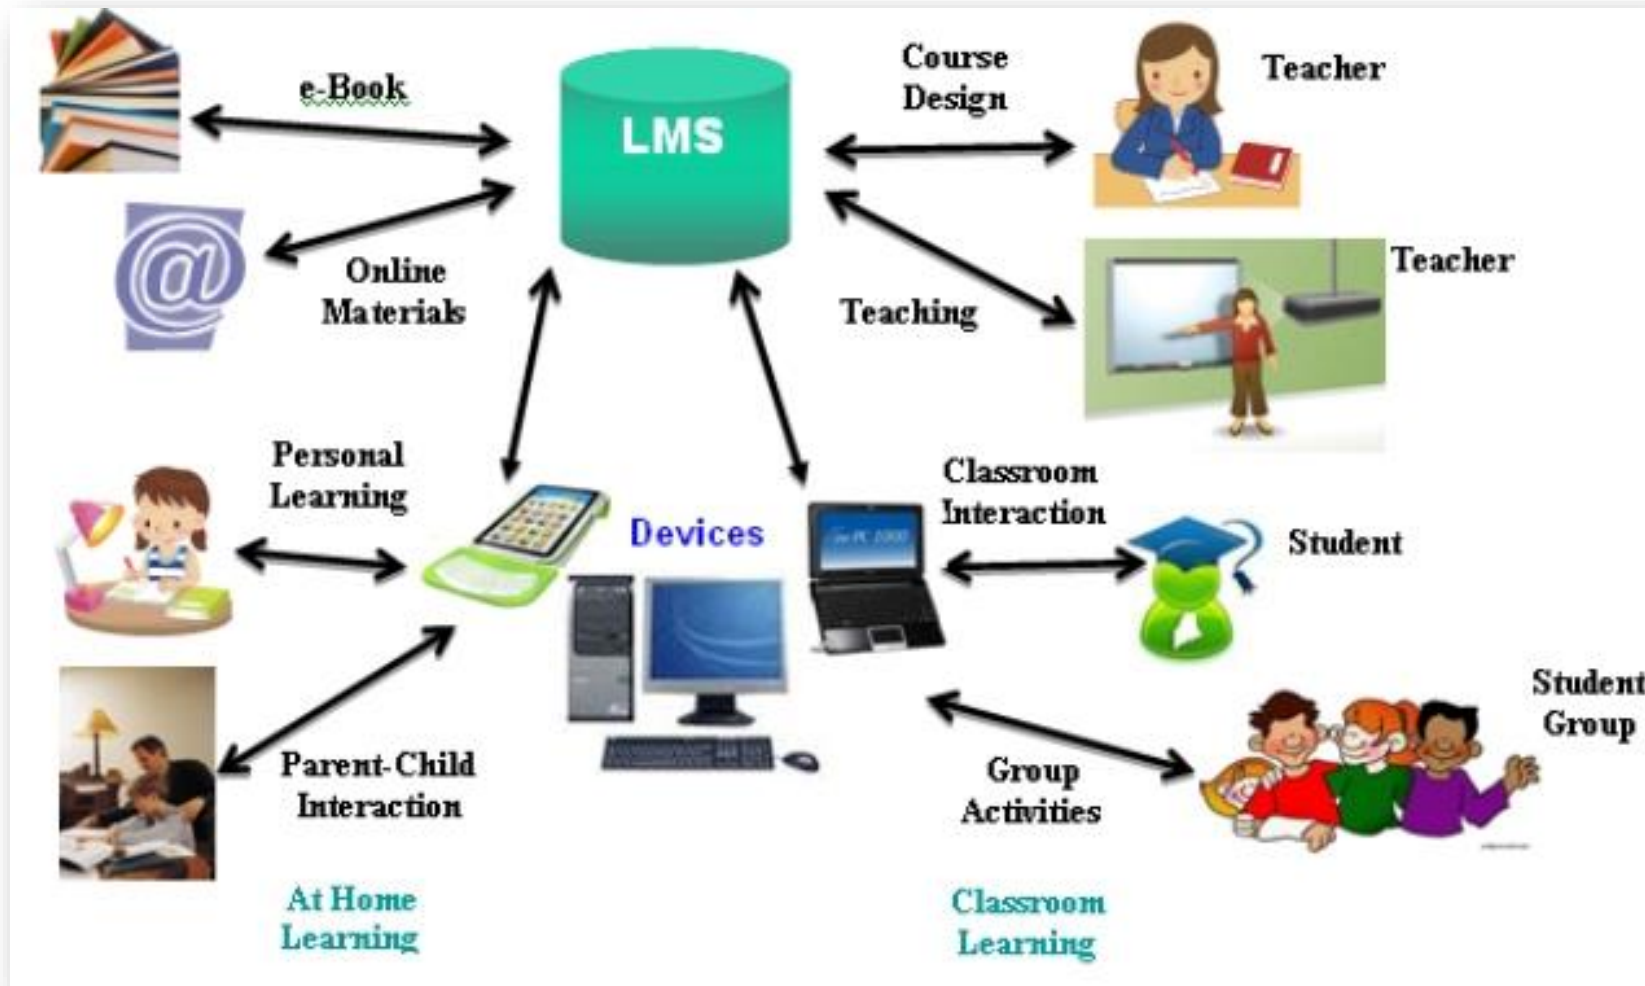 e-Book
LMS
Course
Design
Teacher
Online
Materials
Teaching
Teacher
Personal
Learning
Devices
Classroom
Interaction
Student
Parent-Child
Interaction
Group
Activities
Student
Group
At Home
Learning
Classroom
Learning